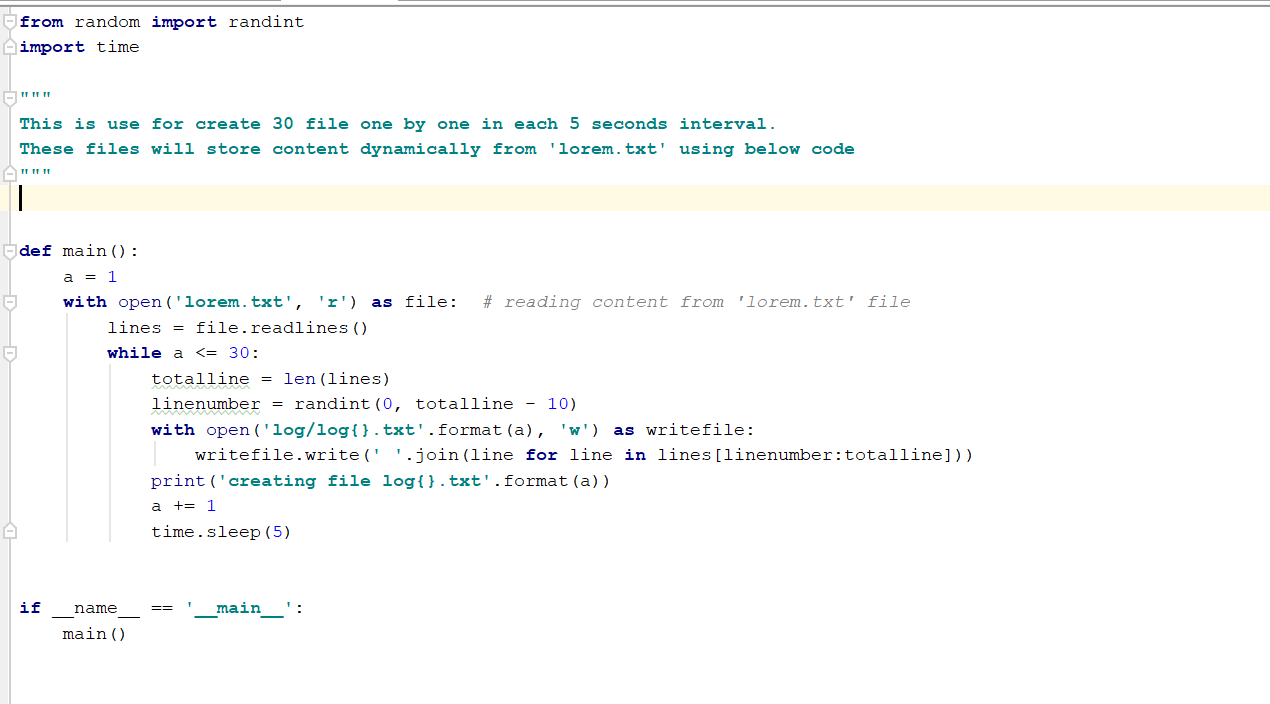 from random import randint
import time
"""
This is use for create 30 file one by one in each 5 seconds interval.
These files will store content dynamically from 'lorem.txt' using below code
"""
def main():
    a = 1
    with open('lorem.txt', 'r') as file:  # reading content from 'lorem.txt' file
        lines = file.readlines()
        while a <= 30:
            totalline = len(lines)
            linenumber = randint(0, totalline - 10)
            with open('log/log{}.txt'.format(a), 'w') as writefile:
                writefile.write(' '.join(line for line in lines[linenumber:totalline]))
            print('creating file log{}.txt'.format(a))
            a += 1
            time.sleep(5)
if __name__ == '__main__':
    main()